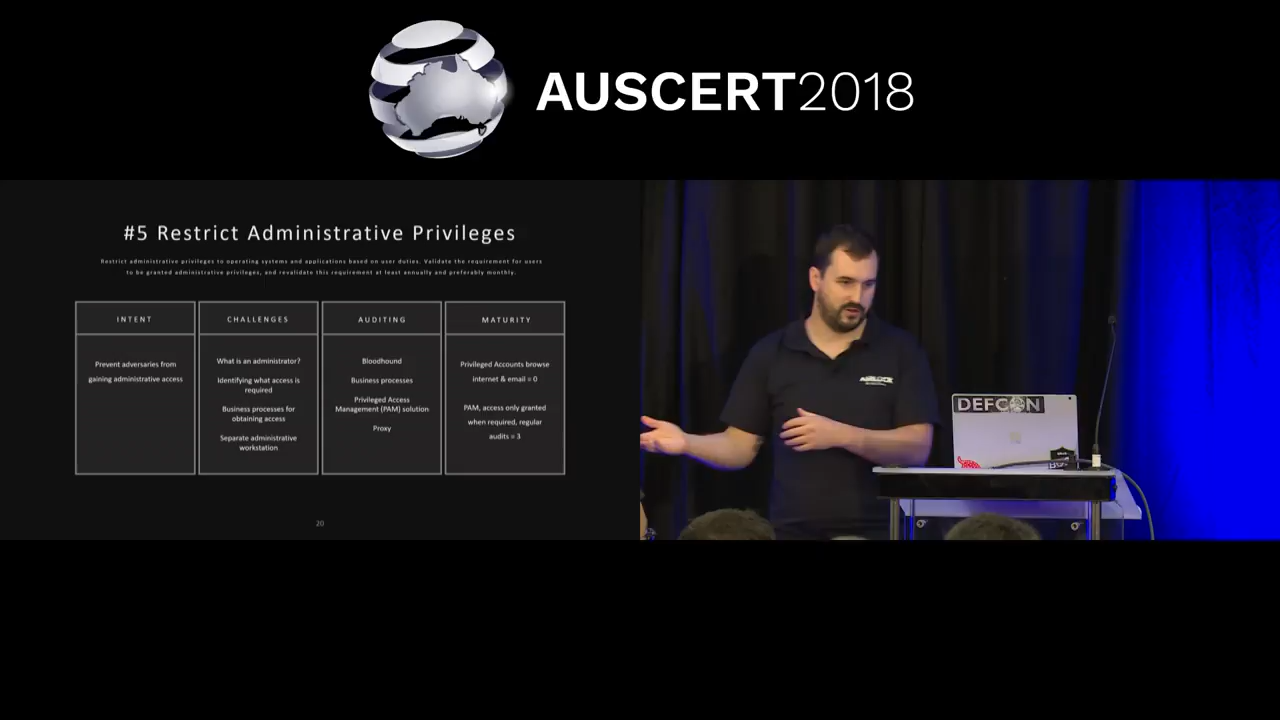 AUSCERT2018
#5 Restrict Administrative Privileges
Restrict administrative privileges to operating systems and applications based on user duties. Validate the requirement for users
to be granted administrative privileges, and revalidate this requirement at least annually and preferably monthly.
INTENT
Prevent adversaries from
gaining administrative access
CHALLENGES
What is an administrator?
Identifying what access is
required
Business processes for
obtaining access
Separate administrative
workstation
AUDITING
Bloodhound
Business processes
Privileged Access
Management (PAM) solution
Proxy
MATURITY
Privileged Accounts browse
internet & email = 0
PAM, access only granted
when required, regular
audits = 3
20
DEFCON